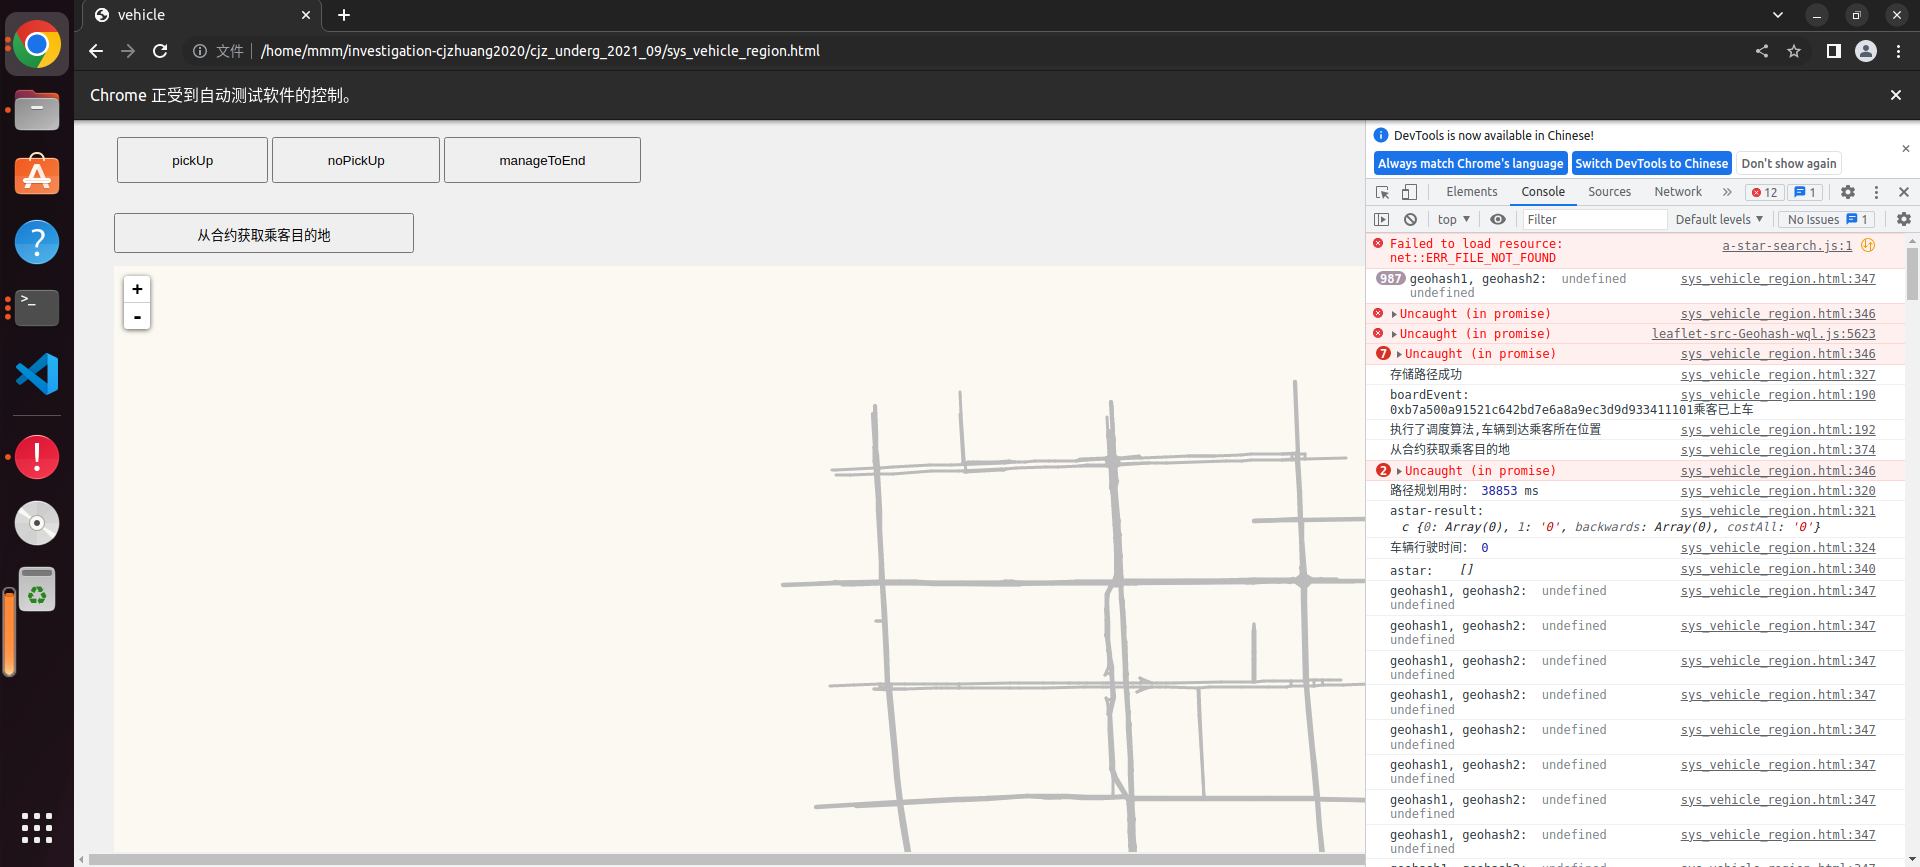 vehicle
文件
/home/mmm/investigation-cjzhuang2020/cjz_underg_2021_09/sys_vehicle_region.html
Chrome 正受到自动测试软件的控制。
pickUp
noPickUp
manageToEnd
从合约获取乘客目的地
+
-
DevTools is now available in Chinese!
Always match Chrome's language
Switch DevTools to Chinese
Don't show again
Elements
Console
Sources
Network
12
1
top
Filter
Default levels
No Issues
1
Failed to load resource: a-star-search.js:1
net::ERR_FILE_NOT_FOUND
987 geohash1, geohash2: undefined sys_vehicle_region.html:347
undefined
Uncaught (in promise) sys_vehicle_region.html:346
Uncaught (in promise) leaflet-src-Geohash-wql.js:5623
7 Uncaught (in promise) sys_vehicle_region.html:346
存储路径成功 sys_vehicle_region.html:327
boardEvent: sys_vehicle_region.html:190
0xb7a500a91521c642bd7e6a8a9ec3d9d933411101乘客已上车
执行了调度算法,车辆到达乘客所在位置 sys_vehicle_region.html:192
从合约获取乘客目的地 sys_vehicle_region.html:374
2 Uncaught (in promise) sys_vehicle_region.html:346
路径规划用时: 38853 ms sys_vehicle_region.html:320
astar-result: sys_vehicle_region.html:321
c {0: Array(0), 1: '0', backwards: Array(0), costAll: '0'}
车辆行驶时间: 0 sys_vehicle_region.html:324
astar: [] sys_vehicle_region.html:340
geohash1, geohash2: undefined sys_vehicle_region.html:347
undefined
geohash1, geohash2: undefined sys_vehicle_region.html:347
undefined
geohash1, geohash2: undefined sys_vehicle_region.html:347
undefined
geohash1, geohash2: undefined sys_vehicle_region.html:347
undefined
geohash1, geohash2: undefined sys_vehicle_region.html:347
undefined
geohash1, geohash2: undefined sys_vehicle_region.html:347
undefined
geohash1, geohash2: undefined sys_vehicle_region.html:347
undefined
geohash1, geohash2: undefined sys_vehicle_region.html:347
undefined